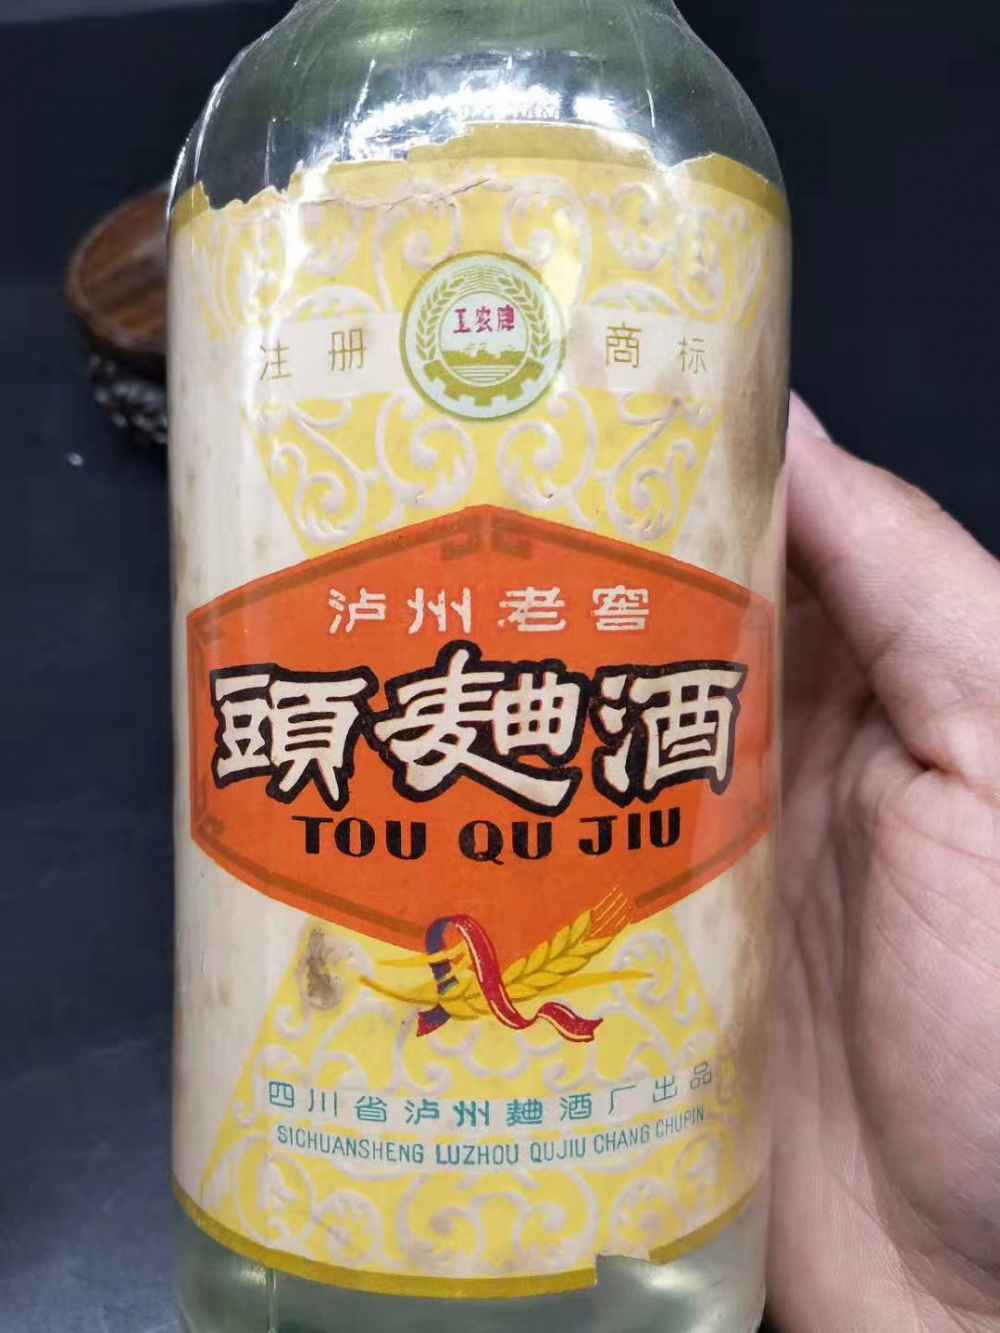 工农牌
注册 商标
泸州老窖
頭麯酒
TOU QU JIU
四川省泸州麯酒厂出品
SICHUANSHENG LUZHOU QUJIU CHANG CHUPIN